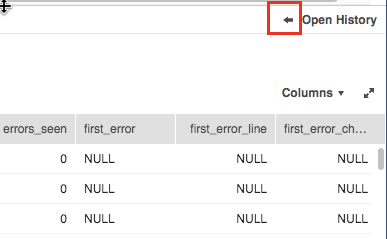 Open History
Columns
errors_seen first_error first_error_line first_error_ch…
0 NULL NULL NULL
0 NULL NULL NULL
0 NULL NULL NULL